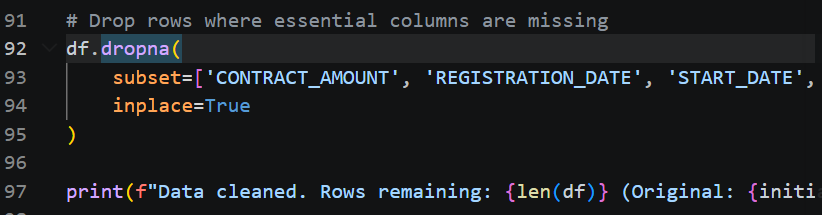 91 # Drop rows where essential columns are missing
92 df.dropna(
93     subset=['CONTRACT_AMOUNT', 'REGISTRATION_DATE', 'START_DATE',
94     inplace=True
95 )
96
97 print(f"Data cleaned. Rows remaining: {len(df)} (Original: {initi